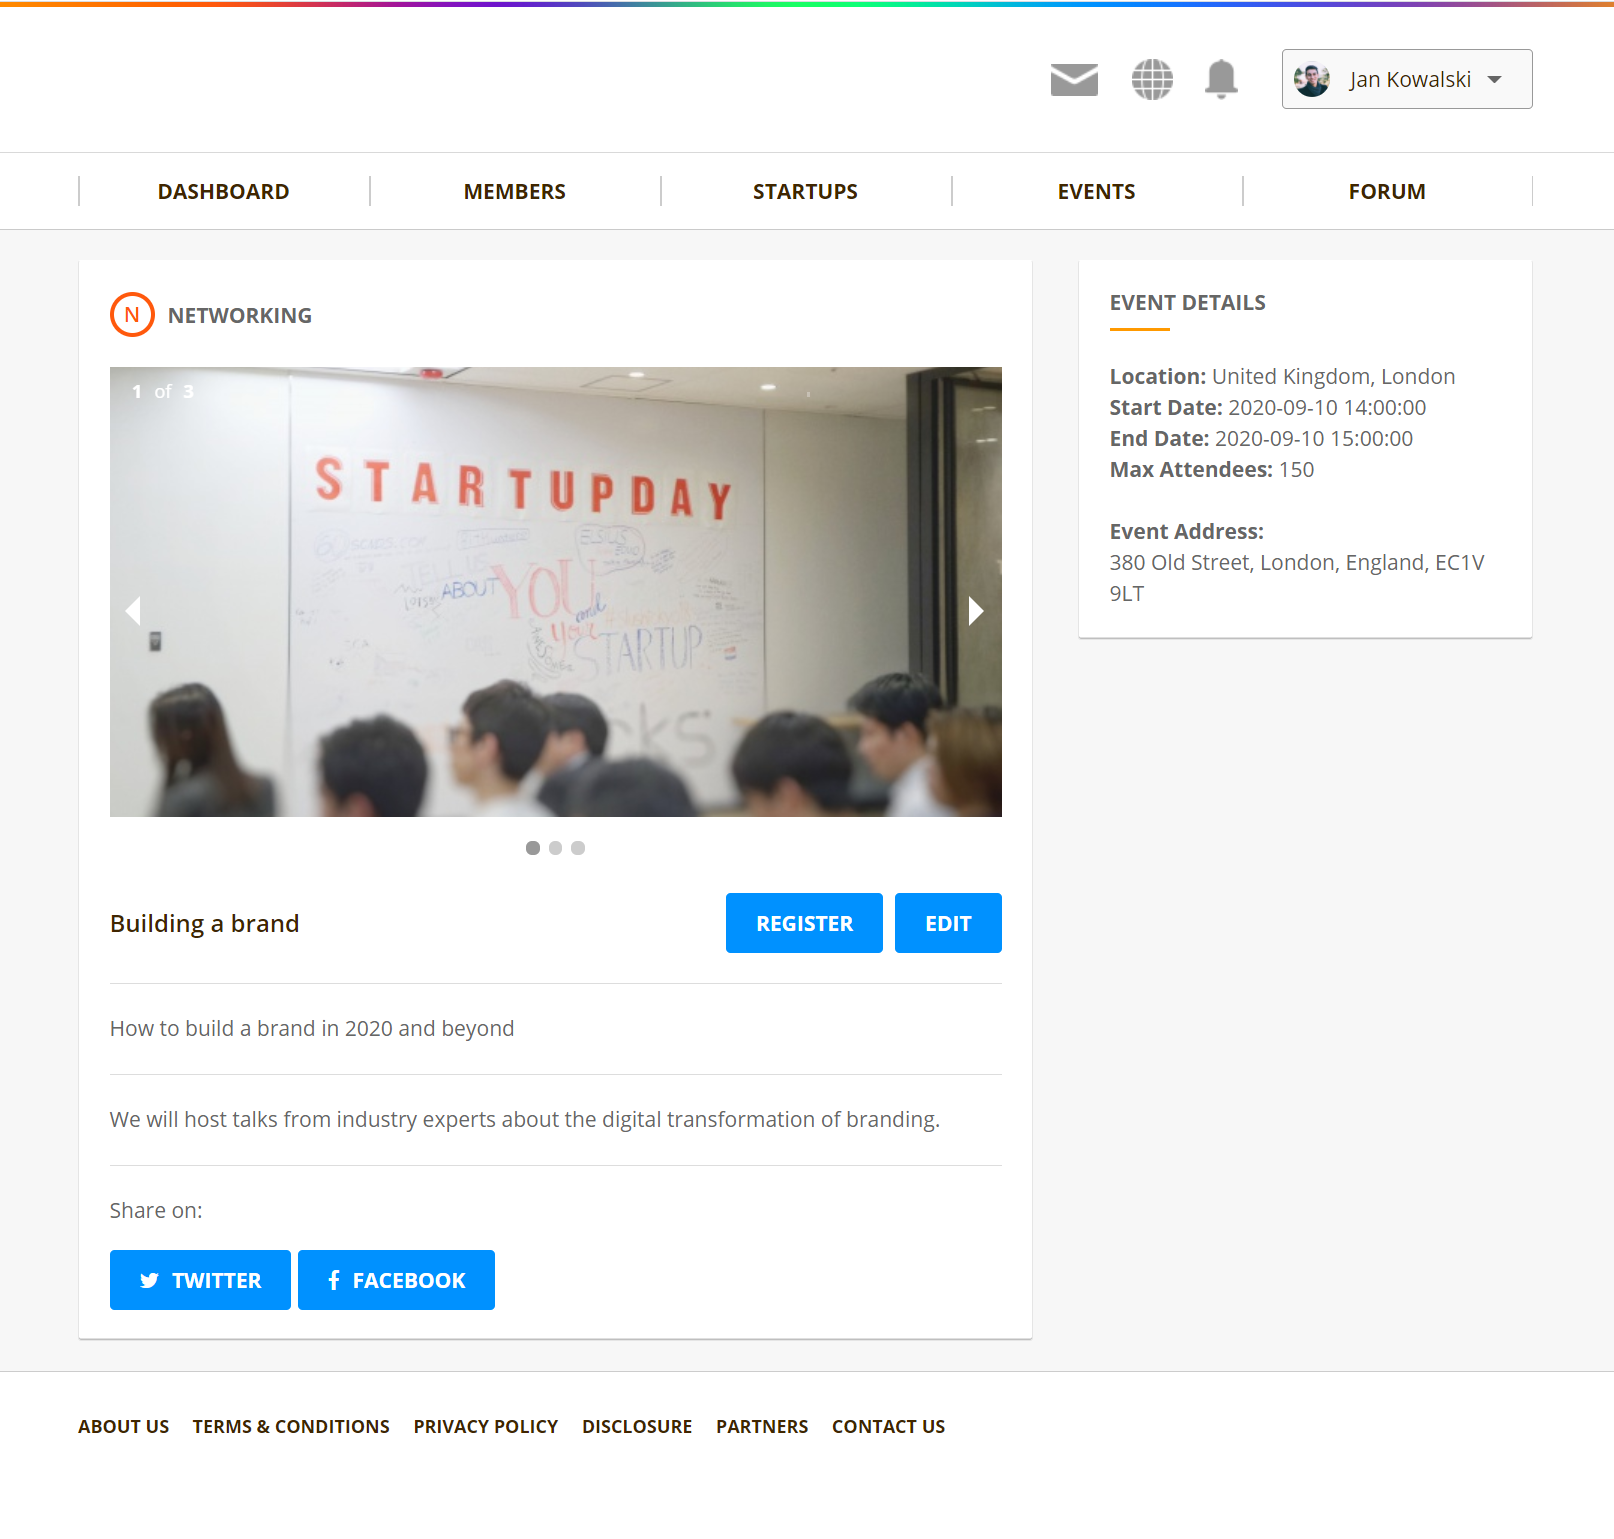 Jan Kowalski
DASHBOARD MEMBERS STARTUPS EVENTS FORUM
N NETWORKING
1 of 3
STARTUPDAY
TELL US
ABOUT YOU
and
your
STARTUP
Building a brand
REGISTER EDIT
How to build a brand in 2020 and beyond
We will host talks from industry experts about the digital transformation of branding.
Share on:
TWITTER FACEBOOK
EVENT DETAILS
Location: United Kingdom, London
Start Date: 2020-09-10 14:00:00
End Date: 2020-09-10 15:00:00
Max Attendees: 150
Event Address:
380 Old Street, London, England, EC1V
9LT
ABOUT US TERMS & CONDITIONS PRIVACY POLICY DISCLOSURE PARTNERS CONTACT US